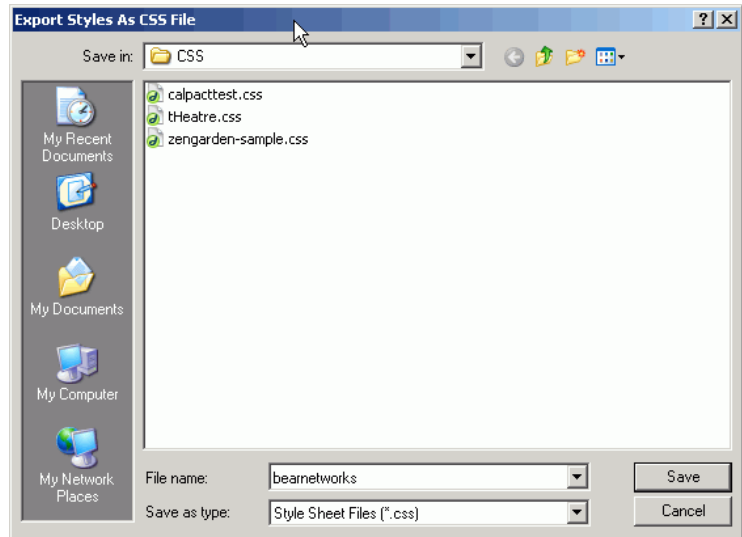 Export Styles As CSS File
Save in:
CSS
calpacttest.css
tHeatre.css
zengarden-sample.css
My Recent
Documents
Desktop
My Documents
My Computer
My Network
Places
File name:
bearnetworks
Save
Save as type:
Style Sheet Files (*.css)
Cancel